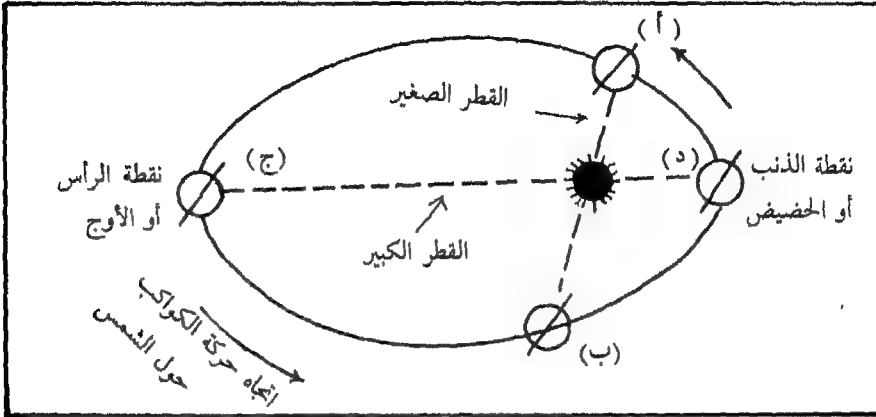 (أ)
القطر الصغير
(د)
نقطة الذنب
أو الحضيض
(ج)
نقطة الرأس
أو الأوج
القطر الكبير
(ب)
اتجاه حركة الكواكب
حول الشمس